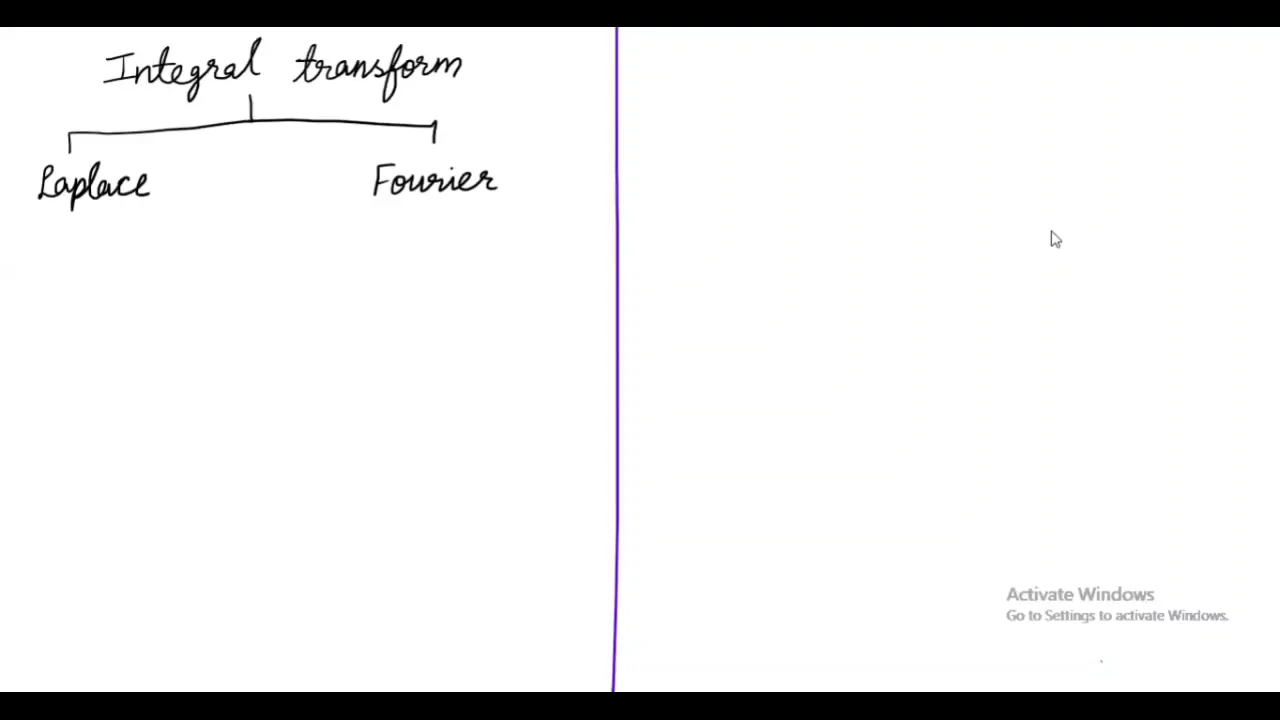 Integral transform
Laplace Fourier
Activate Windows
Go to Settings to activate Windows.